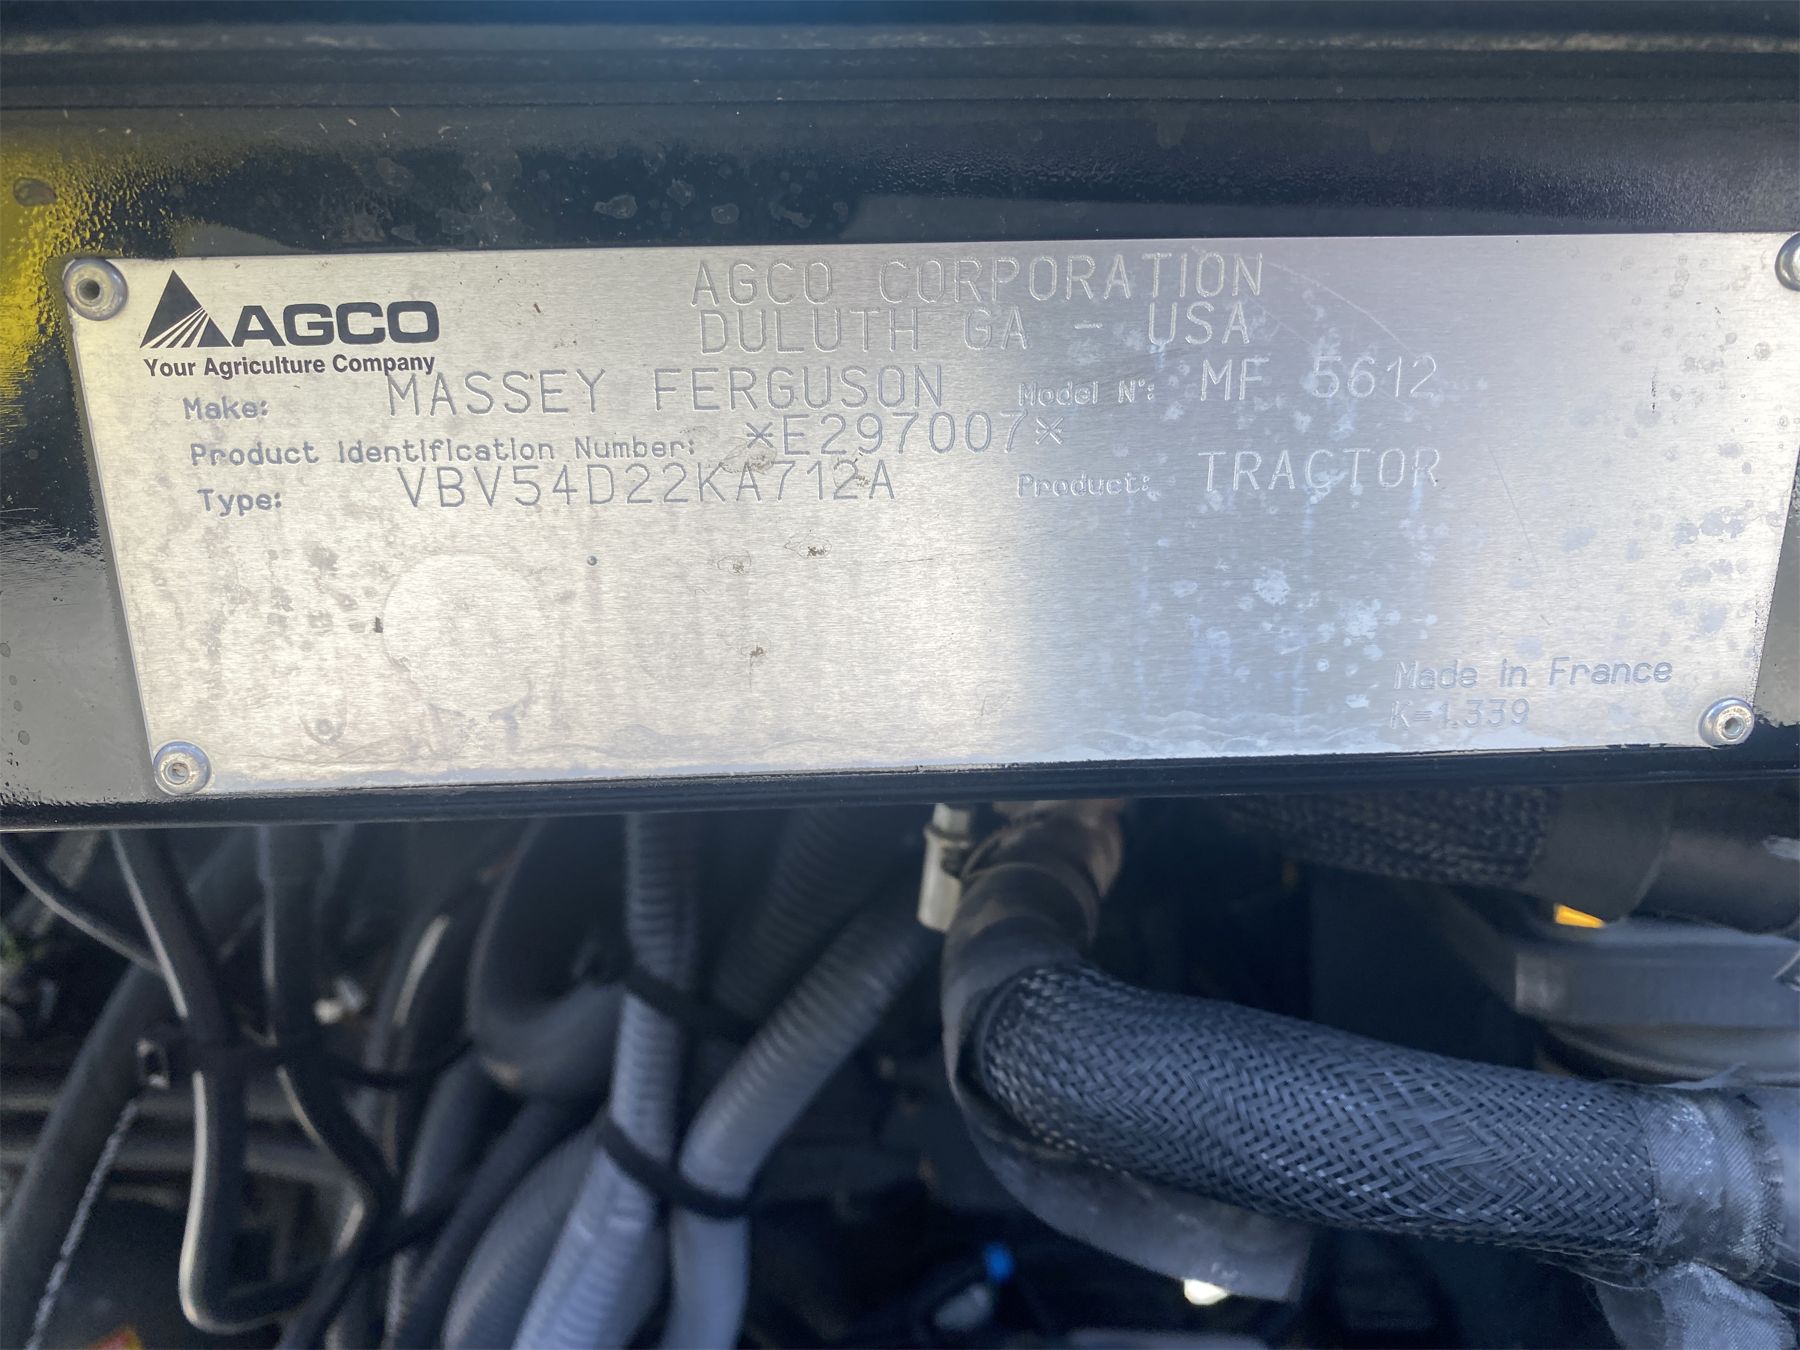 AGCO
Your Agriculture Company
AGCO CORPORATION
DULUTH GA - USA
Make: MASSEY FERGUSON Model N°: MF 5612
Product Identification Number: *E297007*
Type: VBV54D22KA712A Product: TRACTOR
Made in France
K=1.339